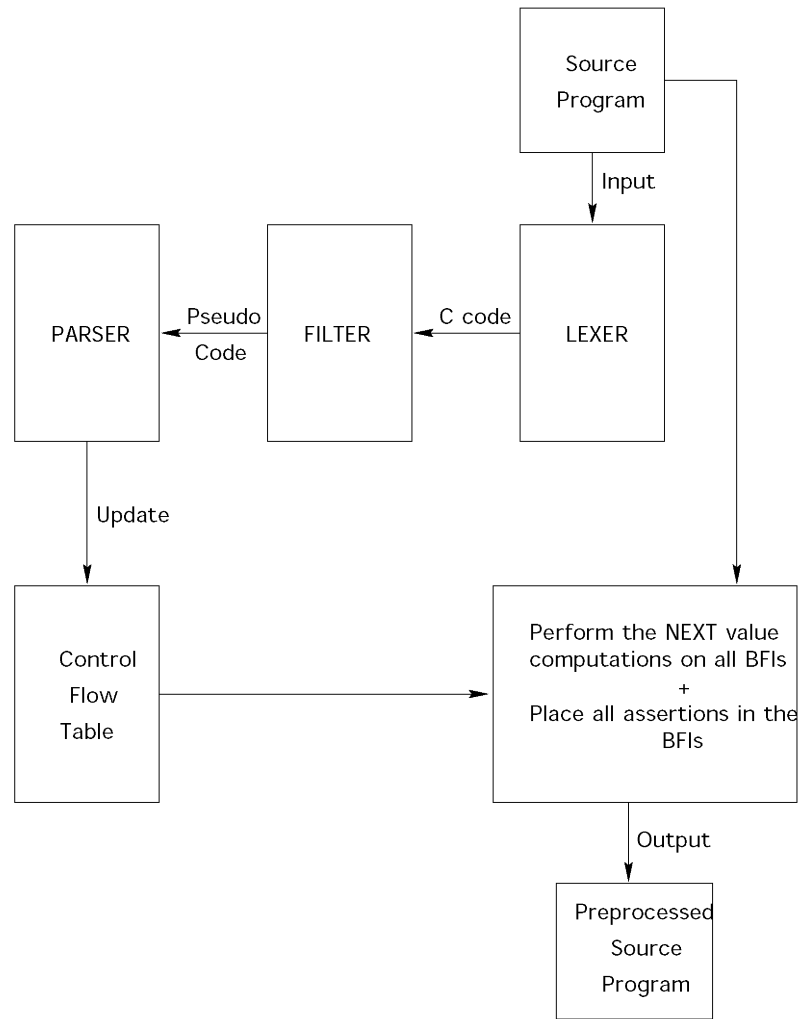 Source
Program
Input
PARSER
Pseudo
Code
FILTER
C code
LEXER
Update
Control
Flow
Table
Perform the NEXT value
computations on all BFIs
+
Place all assertions in the
BFIs
Output
Preprocessed
Source
Program